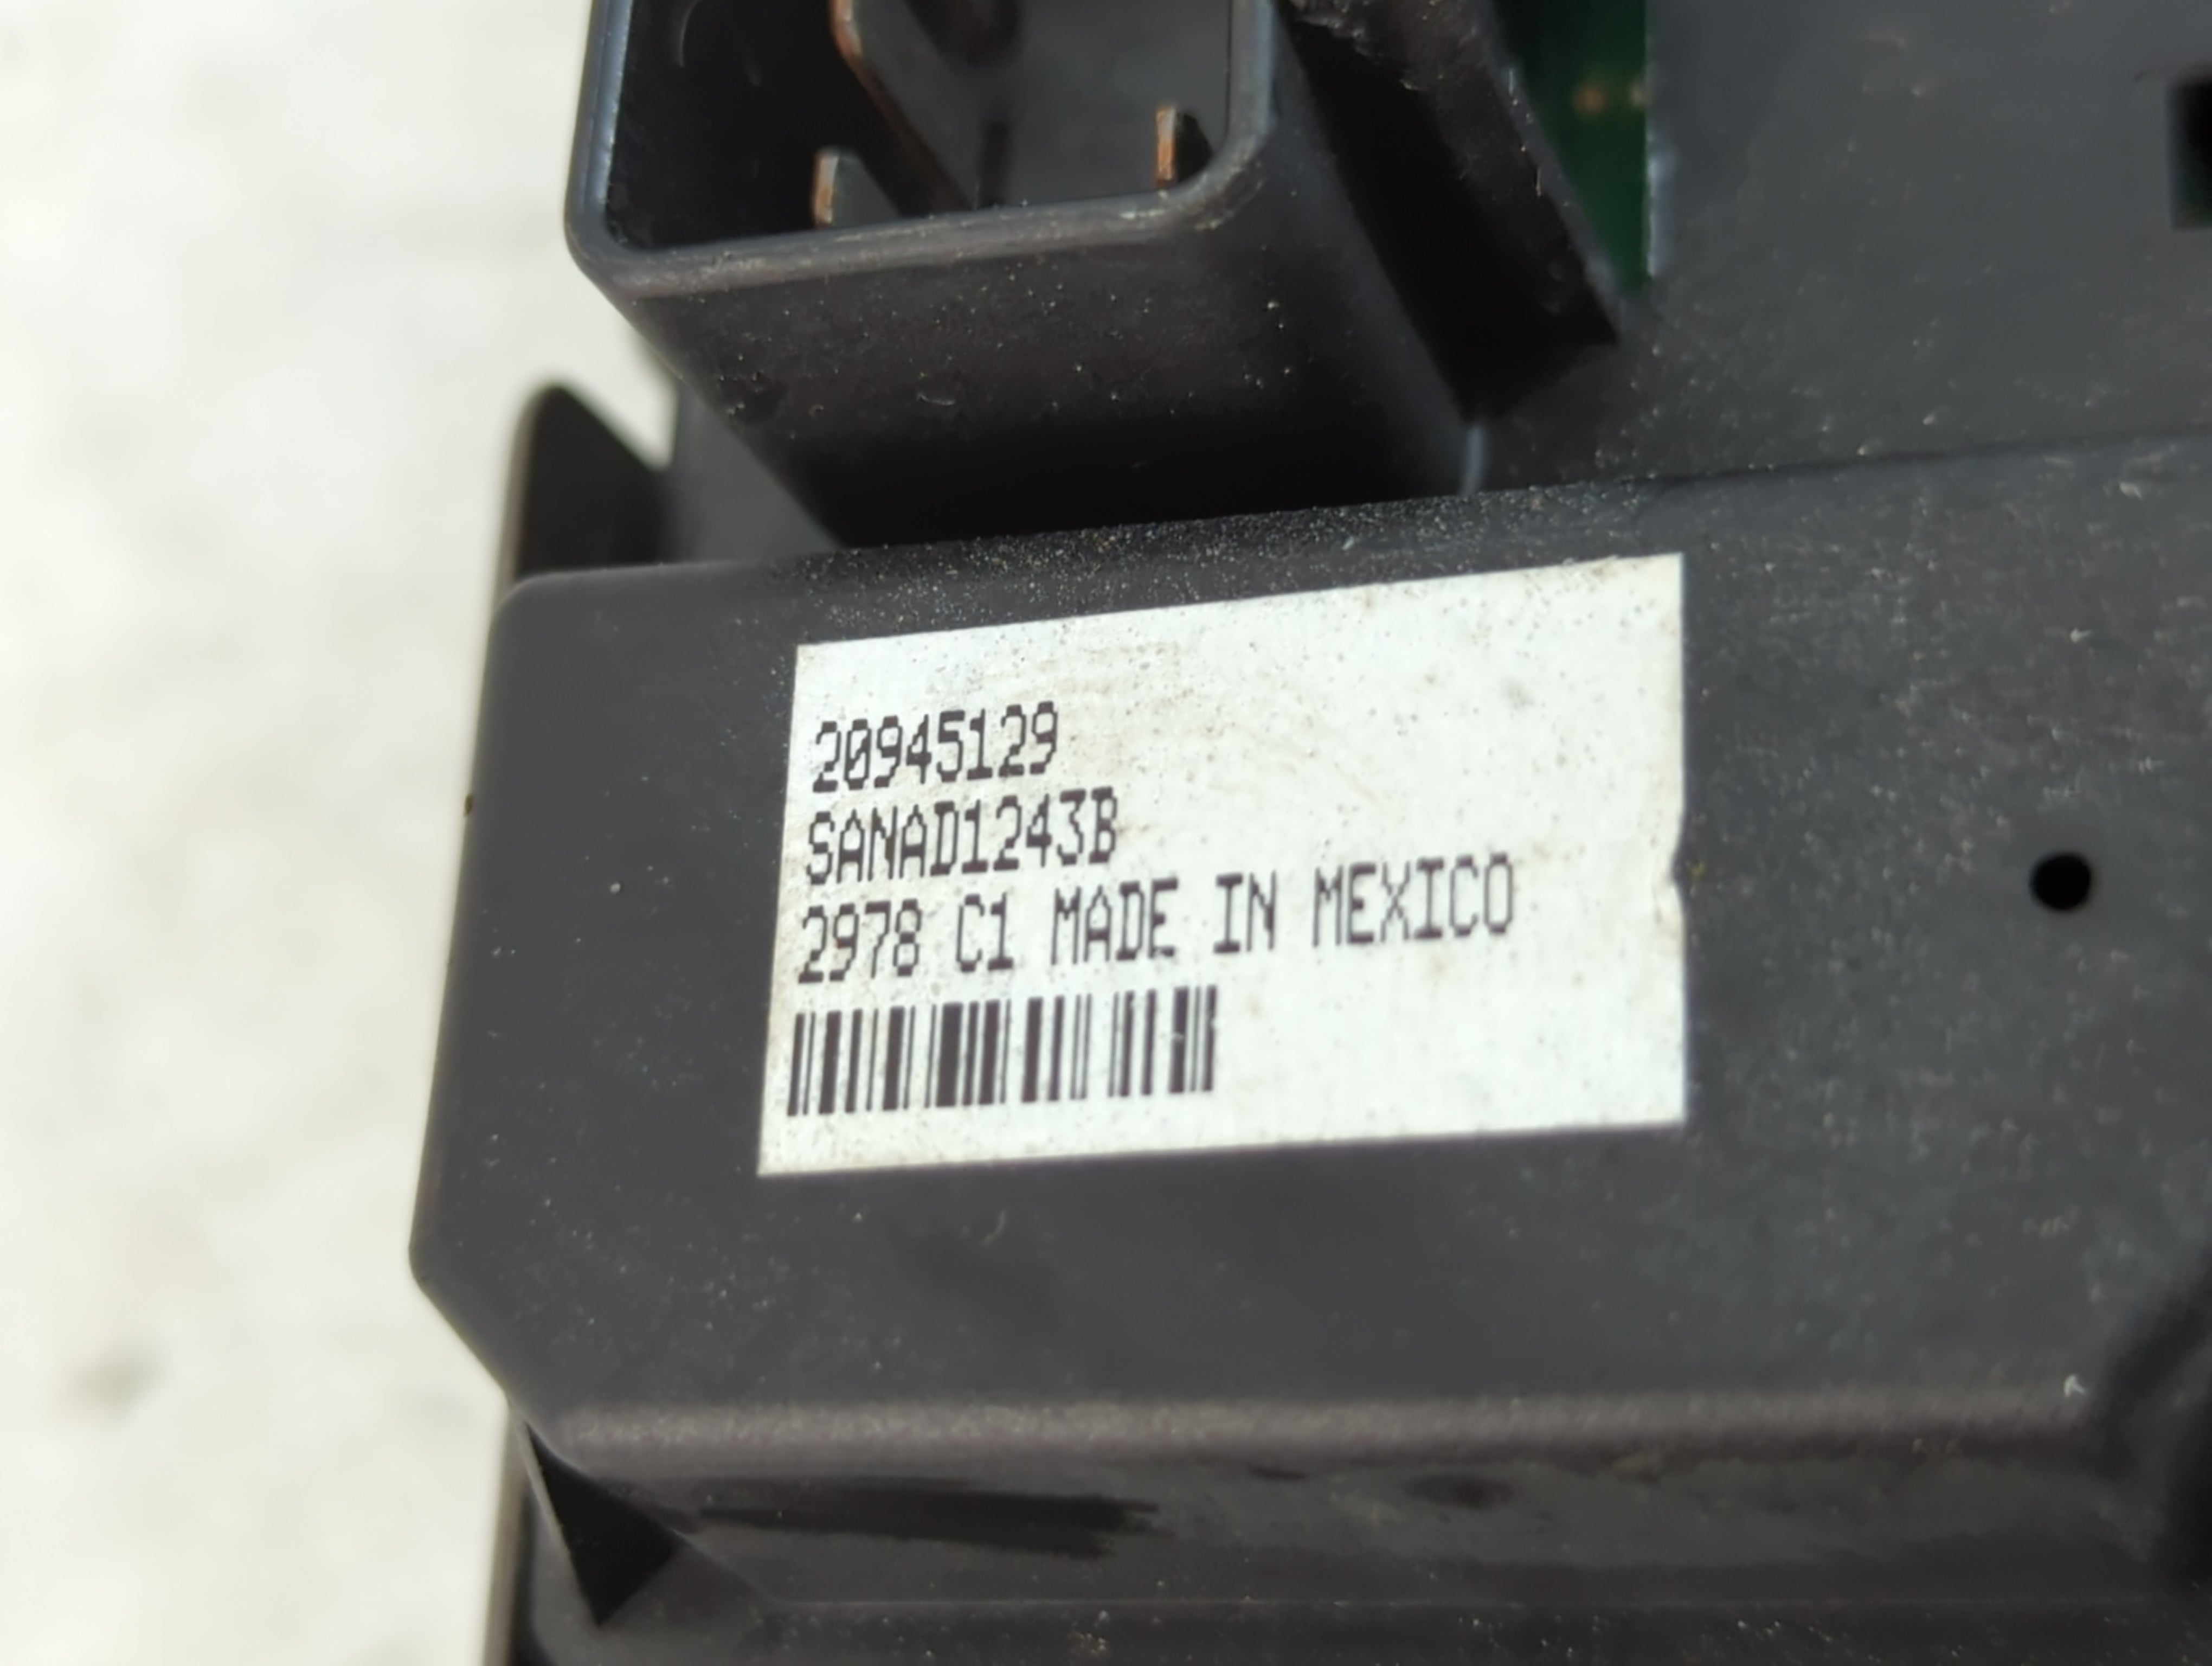 20945129
SANAD1243B
2978 C1 MADE IN MEXICO